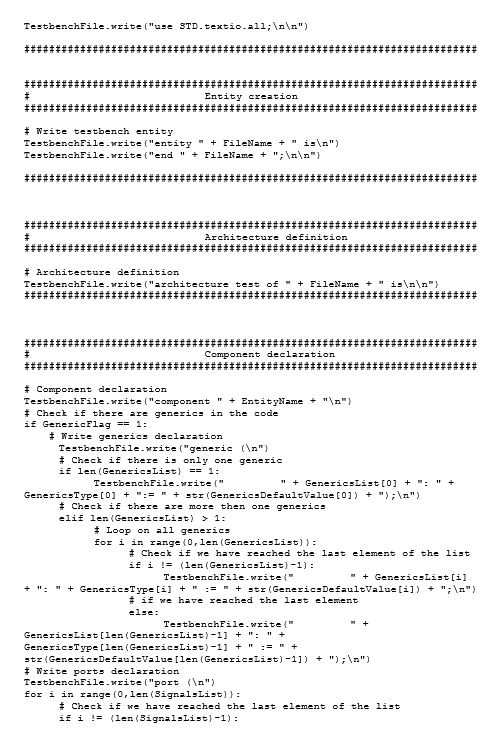 TestbenchFile.write("use STD.textio.all;\n\n")
#########################################################################
#########################################################################
# Entity creation
#########################################################################
# Write testbench entity
TestbenchFile.write("entity " + FileName + " is\n")
TestbenchFile.write("end " + FileName + ";\n\n")
#########################################################################
#########################################################################
# Architecture definition
#########################################################################
# Architecture definition
TestbenchFile.write("architecture test of " + FileName + " is\n\n")
#########################################################################
#########################################################################
# Component declaration
#########################################################################
# Component declaration
TestbenchFile.write("component " + EntityName + "\n")
# Check if there are generics in the code
if GenericFlag == 1:
# Write generics declaration
TestbenchFile.write("generic (\n")
# Check if there is only one generic
if len(GenericsList) == 1:
TestbenchFile.write("         " + GenericsList[0] + ": " +
GenericsType[0] + ":= " + str(GenericsDefaultValue[0]) + ");\n")
# Check if there are more then one generics
elif len(GenericsList) > 1:
# Loop on all generics
for i in range(0,len(GenericsList)):
# Check if we have reached the last element of the list
if i != (len(GenericsList)-1):
TestbenchFile.write("         " + GenericsList[i]
+ ": " + GenericsType[i] + " := " + str(GenericsDefaultValue[i]) + ";\n")
# if we have reached the last element
else:
TestbenchFile.write("         " +
GenericsList[len(GenericsList)-1] + ": " +
GenericsType[len(GenericsList)-1] + " := " +
str(GenericsDefaultValue[len(GenericsList)-1]) + ");\n")
# Write ports declaration
TestbenchFile.write("port (\n")
for i in range(0,len(SignalsList)):
# Check if we have reached the last element of the list
if i != (len(SignalsList)-1):